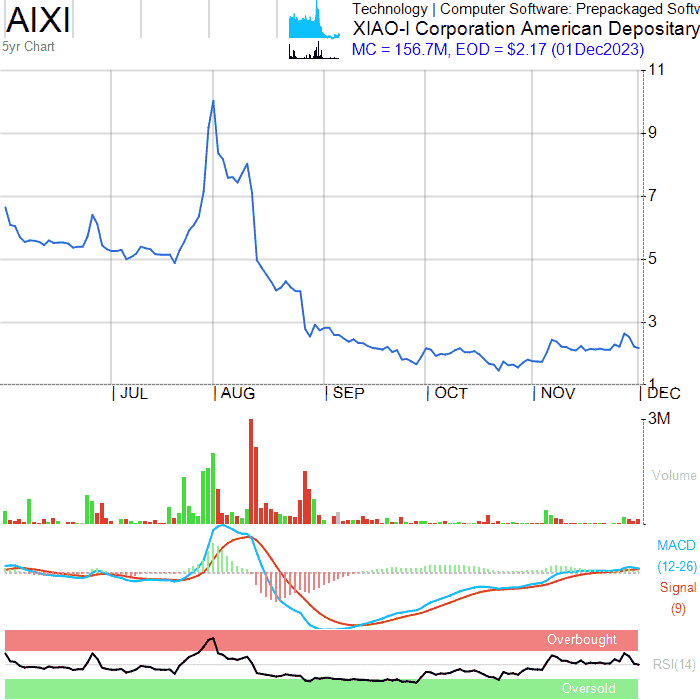 AIXI
5yr Chart
Technology | Computer Software: Prepackaged Softw
XIAO-I Corporation American Depositary
MC = 156.7M, EOD = $2.17 (01Dec2023)
11
9
7
5
3
1
JUL AUG SEP OCT NOV DEC
3M
Volume
MACD
(12-26)
Signal
(9)
Overbought
RSI(14)
Oversold